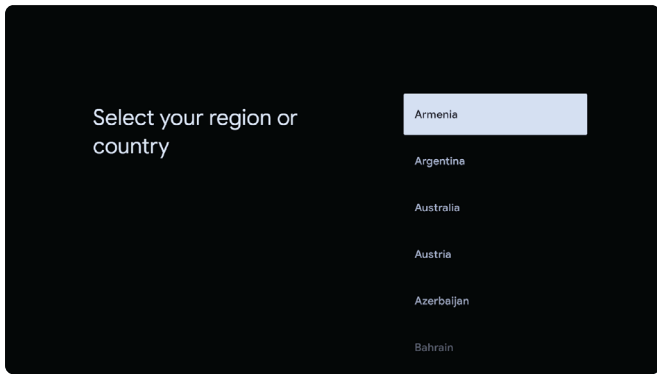 Select your region or
country
Armenia
Argentina
Australia
Austria
Azerbaijan
Bahrain